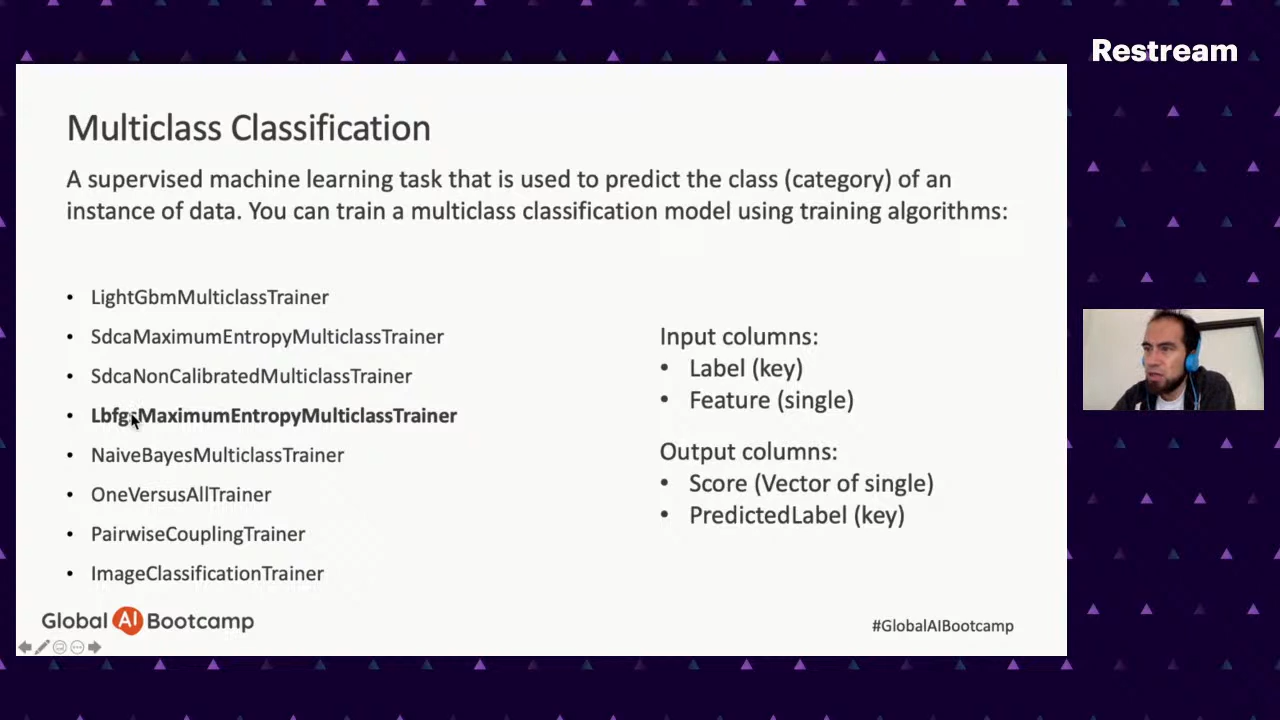 Restream
Multiclass Classification
A supervised machine learning task that is used to predict the class (category) of an
instance of data. You can train a multiclass classification model using training algorithms:
• LightGbmMulticlassTrainer
• SdcaMaximumEntropyMulticlassTrainer
• SdcaNonCalibratedMulticlassTrainer
• LbfgsMaximumEntropyMulticlassTrainer
• NaiveBayesMulticlassTrainer
• OneVersusAllTrainer
• PairwiseCouplingTrainer
• ImageClassificationTrainer
Input columns:
• Label (key)
• Feature (single)
Output columns:
• Score (Vector of single)
• PredictedLabel (key)
Global AI Bootcamp
#GlobalAIBootcamp